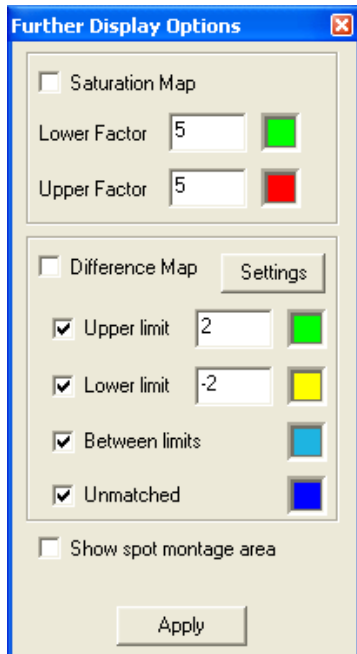 Further Display Options
Saturation Map
Lower Factor 5
Upper Factor 5
Difference Map Settings
Upper limit 2
Lower limit -2
Between limits
Unmatched
Show spot montage area
Apply